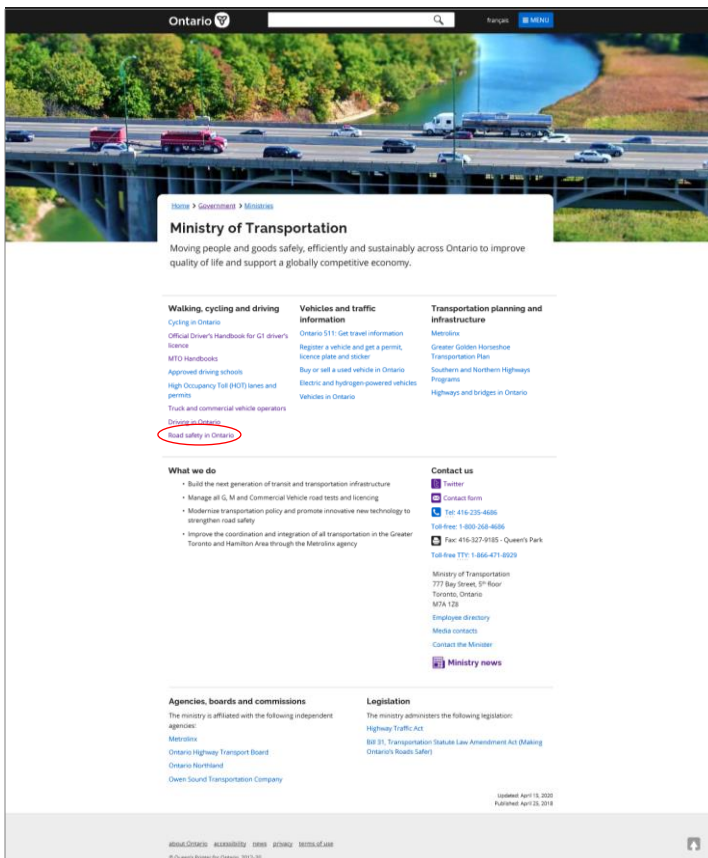 Ontario
français
MENU
Home > Government > Ministries
Ministry of Transportation
Moving people and goods safely, efficiently and sustainably across Ontario to improve
quality of life and support a globally competitive economy.
Walking, cycling and driving
Cycling in Ontario
Official Driver's Handbook for G1 driver's
licence
MTO Handbooks
Approved driving schools
High Occupancy Toll (HOT) lanes and
permits
Truck and commercial vehicle operators
Driving in Ontario
Road safety in Ontario
Vehicles and traffic
information
Ontario 511: Get travel information
Register a vehicle and get a permit,
licence plate and sticker
Buy or sell a used vehicle in Ontario
Electric and hydrogen-powered vehicles
Vehicles in Ontario
Transportation planning and
infrastructure
Metrolinx
Greater Golden Horseshoe
Transportation Plan
Southern and Northern Highways
Programs
Highways and bridges in Ontario
What we do
• Build the next generation of transit and transportation infrastructure
• Manage all G, M and Commercial Vehicle road tests and licencing
• Modernize transportation policy and promote innovative new technology to
strengthen road safety
• Improve the coordination and integration of all transportation in the Greater
Toronto and Hamilton Area through the Metrolinx agency
Contact us
Twitter
Contact form
Tel: 416-235-4686
Toll-free: 1-800-268-4686
Fax: 416-327-9185 - Queen's Park
Toll-free TTY: 1-866-471-8929
Ministry of Transportation
777 Bay Street, 5th floor
Toronto, Ontario
M7A 1Z8
Employee directory
Media contacts
Contact the Minister
Ministry news
Agencies, boards and commissions
The ministry is affiliated with the following independent
agencies:
Metrolinx
Ontario Highway Transport Board
Ontario Northland
Owen Sound Transportation Company
Legislation
The ministry administers the following legislation:
Highway Traffic Act
Bill 31, Transportation Statute Law Amendment Act (Making
Ontario's Roads Safer)
Updated: April 13, 2020
Published: April 23, 2018
about Ontario accessibility news privacy terms of use
© Queen's Printer for Ontario, 2012–20